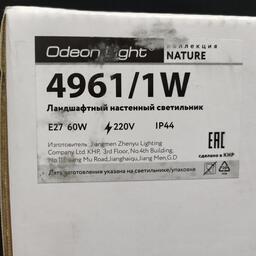 Odeon Light
коллекция
NATURE
4961/1W
Ландшафтный настенный светильник
E27 60W 220V IP44
Изготовитель: Jiangmen Zhenyu Lighting
Company Ltd. КНР, 3rd Floor, No.4th Building,
No 118 Jiang Mu Road, Jianghaiqu, Jiang Men, G.D
EAC
сделано в КНР
Дата изготовления указана на светильнике/упаковке